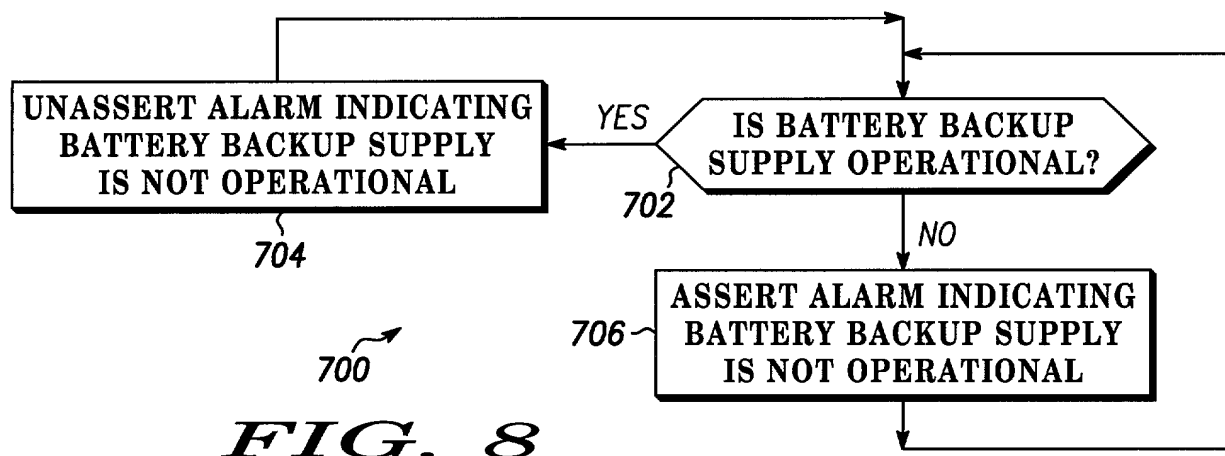 UNASSERT ALARM INDICATING
BATTERY BACKUP SUPPLY
IS NOT OPERATIONAL
704
YES
IS BATTERY BACKUP
SUPPLY OPERATIONAL?
702
NO
ASSERT ALARM INDICATING
BATTERY BACKUP SUPPLY
IS NOT OPERATIONAL
706
700
FIG. 8